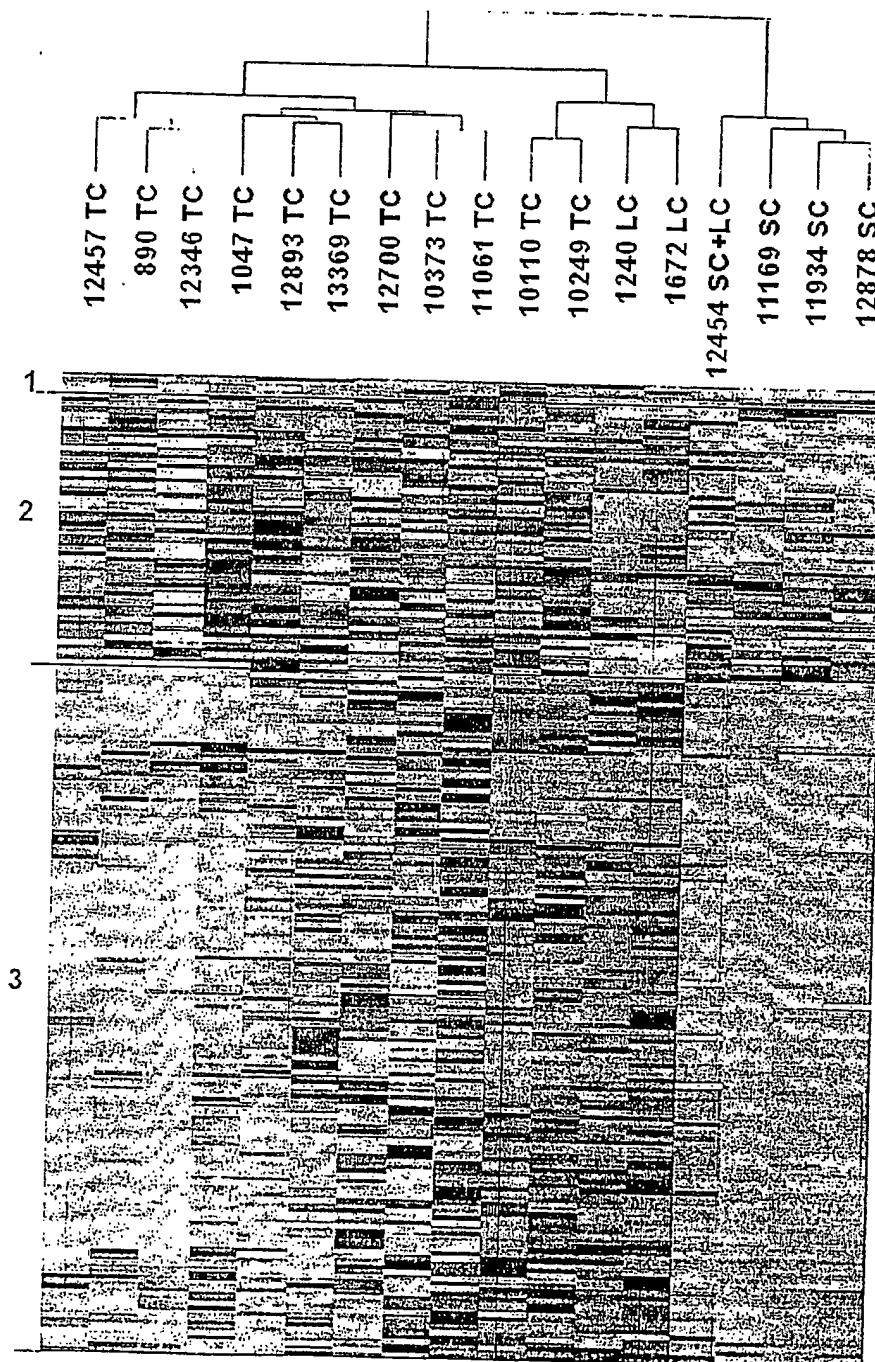 12457 TC
890 TC
12346 TC
1047 TC
12893 TC
13369 TC
12700 TC
10373 TC
11061 TC
10110 TC
10249 TC
1240 LC
1672 LC
12454 SC+LC
11169 SC
11934 SC
12878 SC
1
2
3